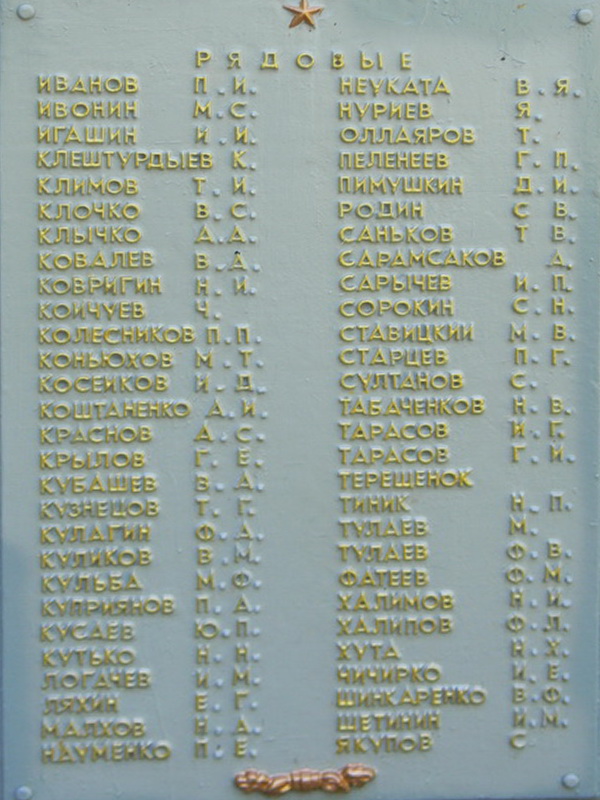 РЯДОВЫЕ
ИВАНОВ П.И.
ИВОНИН М.С.
ИГАШИН И.И.
КЛЕШТУРДЫЕВ К.
КЛИМОВ Т.И.
КЛОЧКО В.С.
КЛЫЧКО А.А.
КОВАЛЕВ В.А.
КОВРИГИН Н.И.
КОЙЧУЕВ Ч.
КОЛЕСНИКОВ П.П.
КОНЬЮХОВ М.Т.
КОСЕЙКОВ И.Д.
КОШТАНЕНКО А.И.
КРАСНОВ А.С.
КРЫЛОВ Г.Е.
КУБАШЕВ В.А.
КУЗНЕЦОВ Т.Г.
КУЛАГИН Ф.А.
КУЛИКОВ В.М.
КУЛЬБА М.Ф.
КУПРИЯНОВ П.А.
КУСАЕВ Ю.П.
КУТЬКО Н.Н.
ЛОГАЧЕВ И.М.
ЛЯХИН Е.Г.
МАЛХОВ Н.А.
НАУМЕНКО П.Е.
НЕУКАТА В.Я.
НУРИЕВ Я.
ОЛЛАЯРОВ Т.
ПЕЛЕНЕЕВ Г.П.
ПИМУШКИН Д.И.
РОДИН С В.
САНЬКОВ Т В.
САРАМСАКОВ А.
САРЫЧЕВ И.П.
СОРОКИН С.Н.
СТАВИЦКИЙ М.В.
СТАРЦЕВ П.Г.
СУЛТАНОВ С.
ТАБАЧЕНКОВ Н.В.
ТАРАСОВ И.Г.
ТАРАСОВ Г.И.
ТЕРЕЩЕНОК
ТИНИК Н.П.
ТУЛАЕВ М.
ТУЛАЕВ Ф.В.
ФАТЕЕВ Ф.М.
ХАЛИМОВ Н.И.
ХАЛИПОВ Ф.Л.
ХУТА Н.Х.
ЧИЧИРКО И.Е.
ШИНКАРЕНКО В.Ф.
ЩЕТИНИН И.М.
ЯКУПОВ С